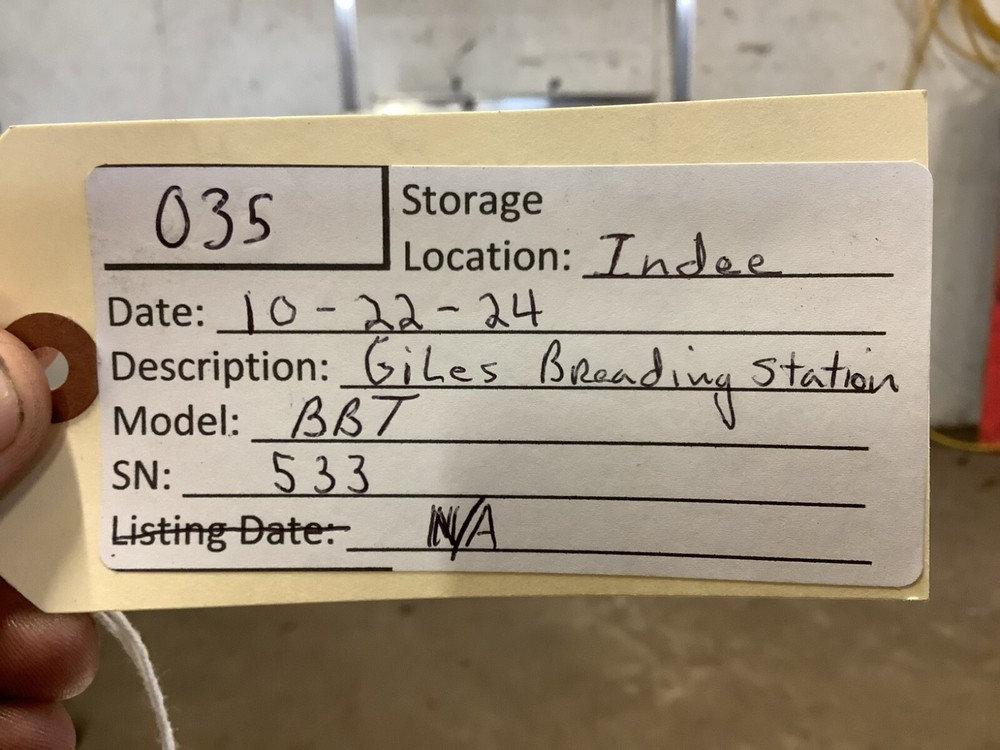 035
Storage
Location: Indee
Date: 10-22-24
Description: Giles Breading Station
Model: BBT
SN: 533
Listing Date: N/A